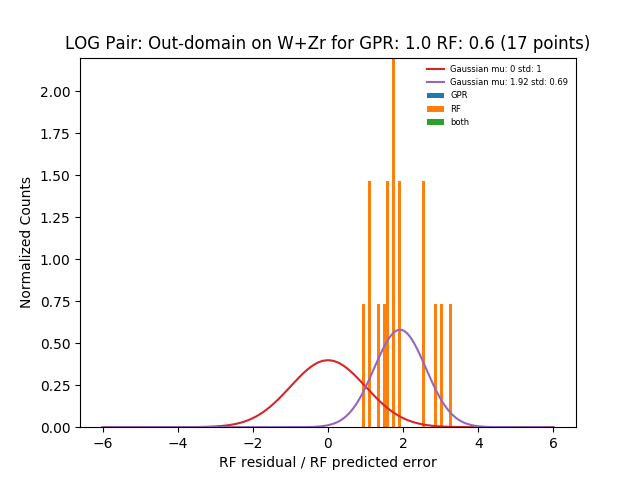 LOG Pair: Out-domain on W+Zr for GPR: 1.0 RF: 0.6 (17 points)
Gaussian mu: 0 std: 1
Gaussian mu: 1.92 std: 0.69
GPR
RF
both
Normalized Counts
2.00
1.75
1.50
1.25
1.00
0.75
0.50
0.25
0.00
−6 −4 −2 0 2 4 6
RF residual / RF predicted error